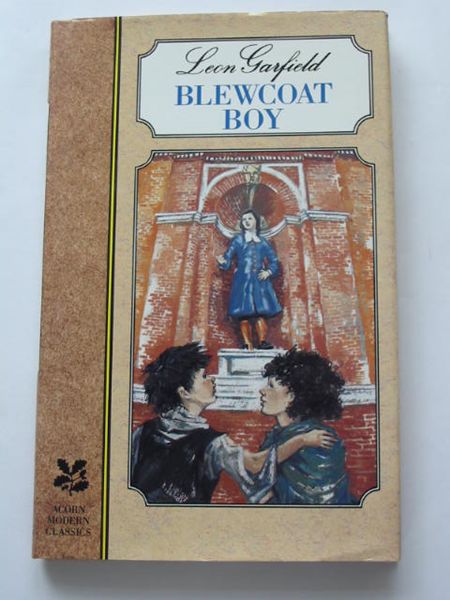 Leon Garfield
BLEWCOAT
BOY
ACORN
MODERN
CLASSICS